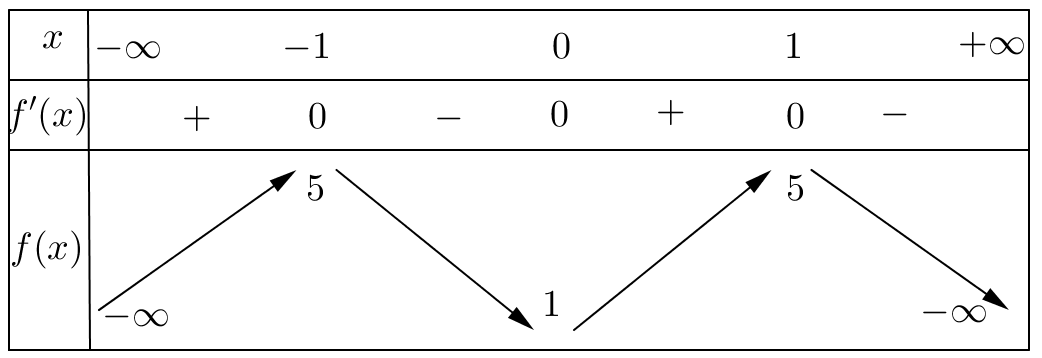 x −∞ −1 0 1 +∞
f′(x) + 0 − 0 + 0 −
5 5
f(x)
−∞ 1 −∞